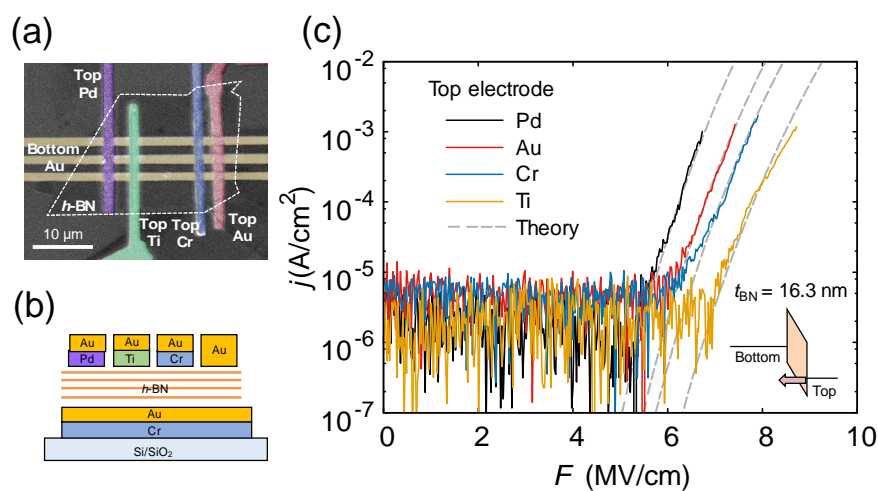 (a)
Top
Pd
Bottom
Au
h-BN
10 μm
Top
Ti
Top
Cr
Top
Au
(b)
Au
Au
Au
Au
Pd
Ti
Cr
h-BN
Au
Cr
Si/SiO₂
(c)
10⁻²
10⁻³
10⁻⁴
10⁻⁵
10⁻⁶
10⁻⁷
j(A/cm²)
Top electrode
Pd
Au
Cr
Ti
Theory
t_BN = 16.3 nm
Bottom
Top
0
2
4
6
8
10
F (MV/cm)